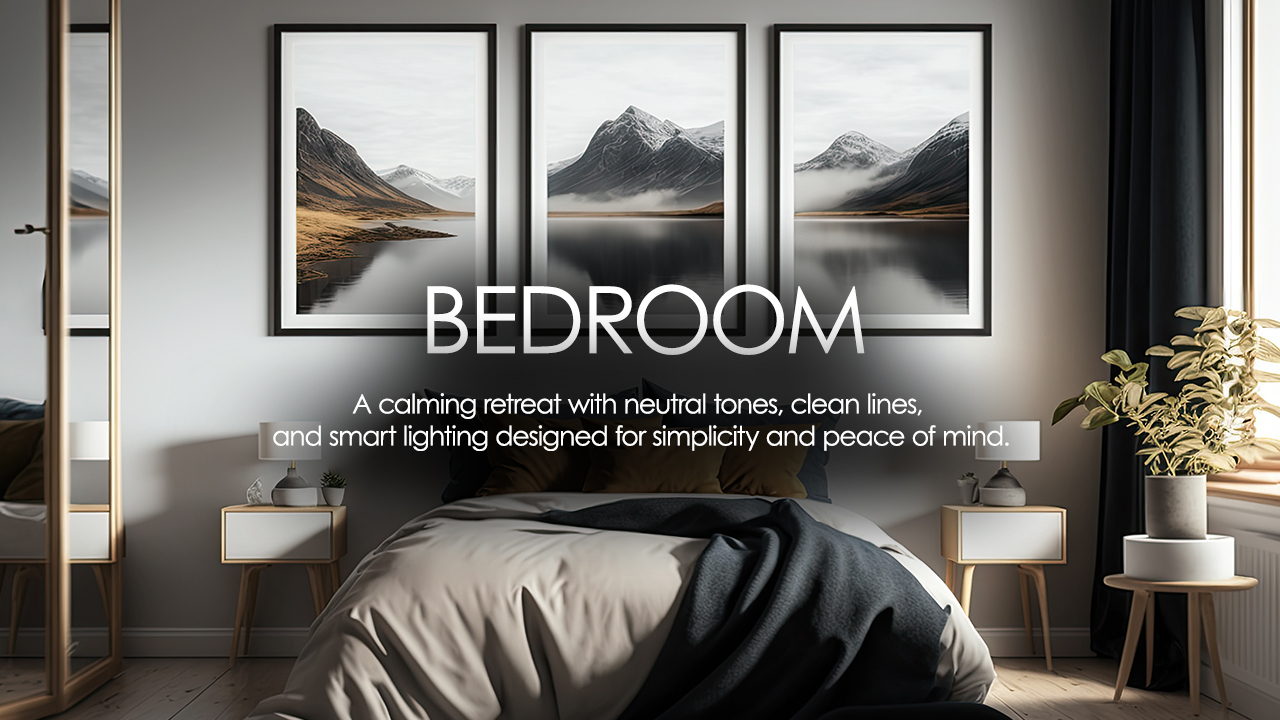 BEDROOM
A calming retreat with neutral tones, clean lines,
and smart lighting designed for simplicity and peace of mind.